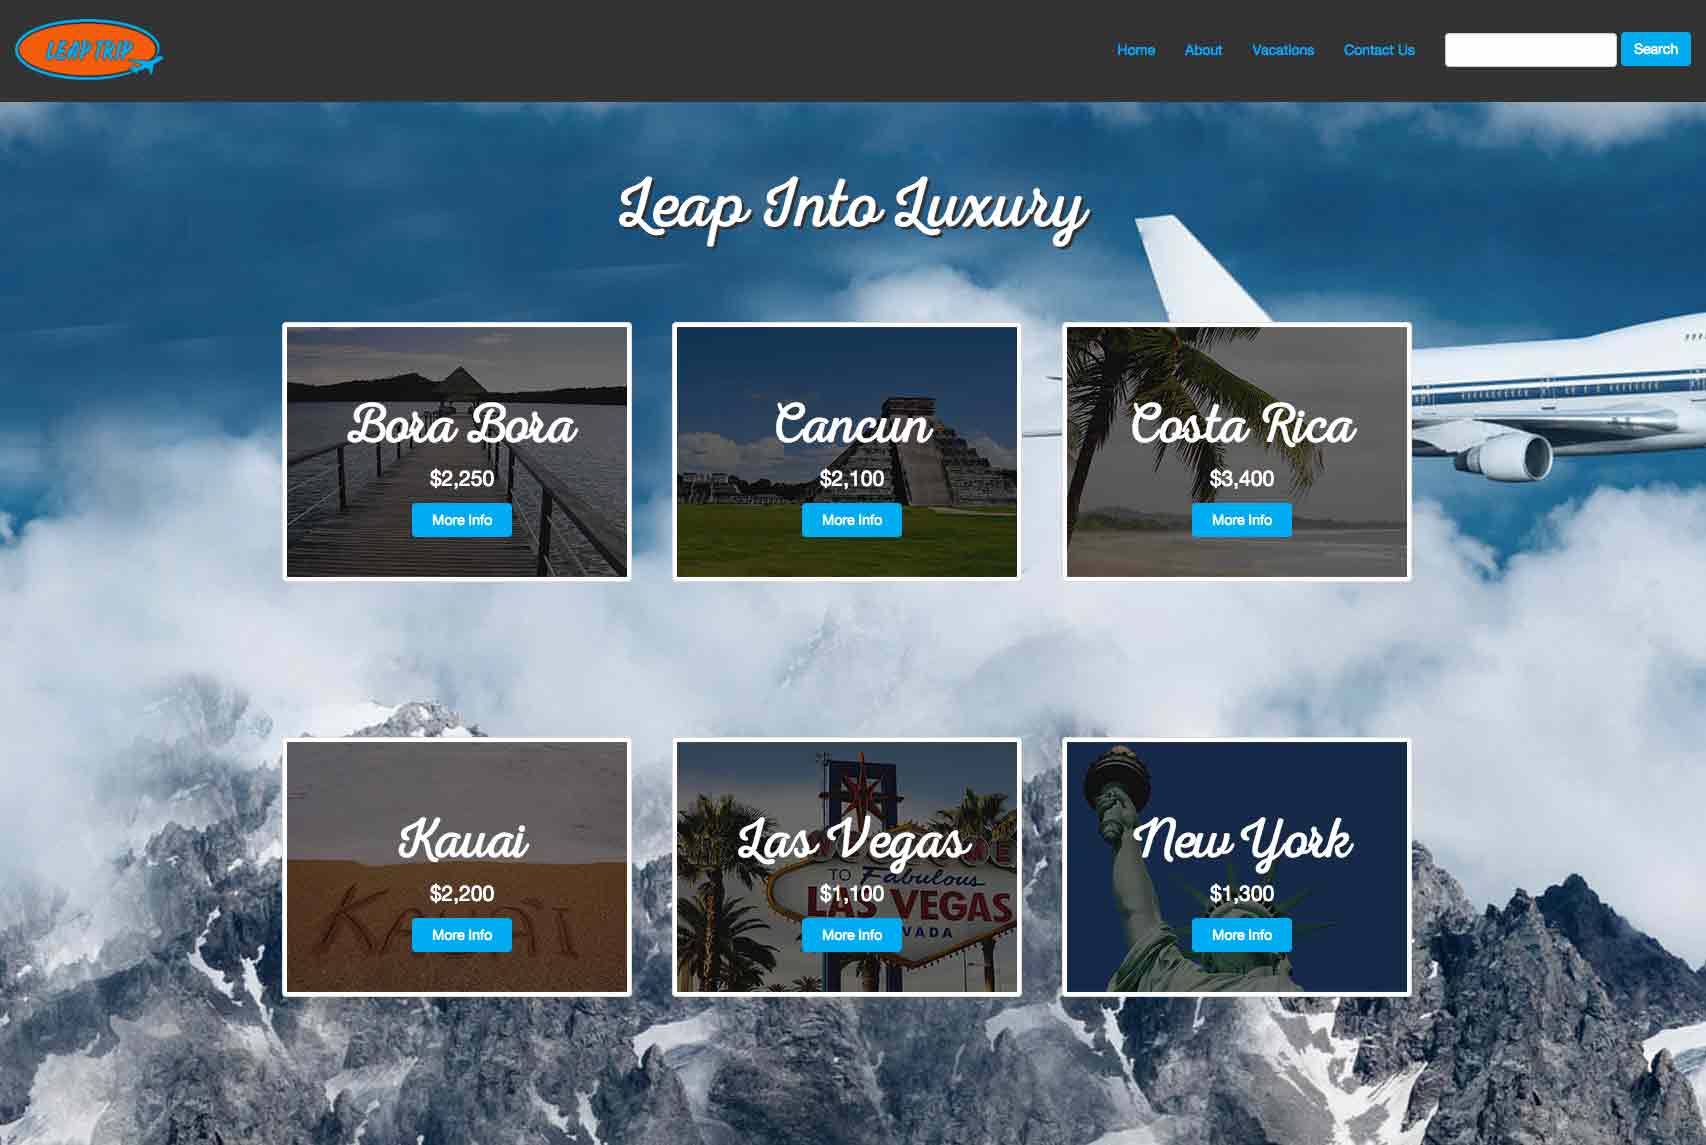 LEAP TRIP
Home
About
Vacations
Contact Us
Search
Leap Into Luxury
Bora Bora
$2,250
More Info
Cancun
$2,100
More Info
Costa Rica
$3,400
More Info
Kauai
$2,200
More Info
KAUAI
Las Vegas
$1,100
More Info
TO Fabulous
LAS VEGAS
New York
$1,300
More Info